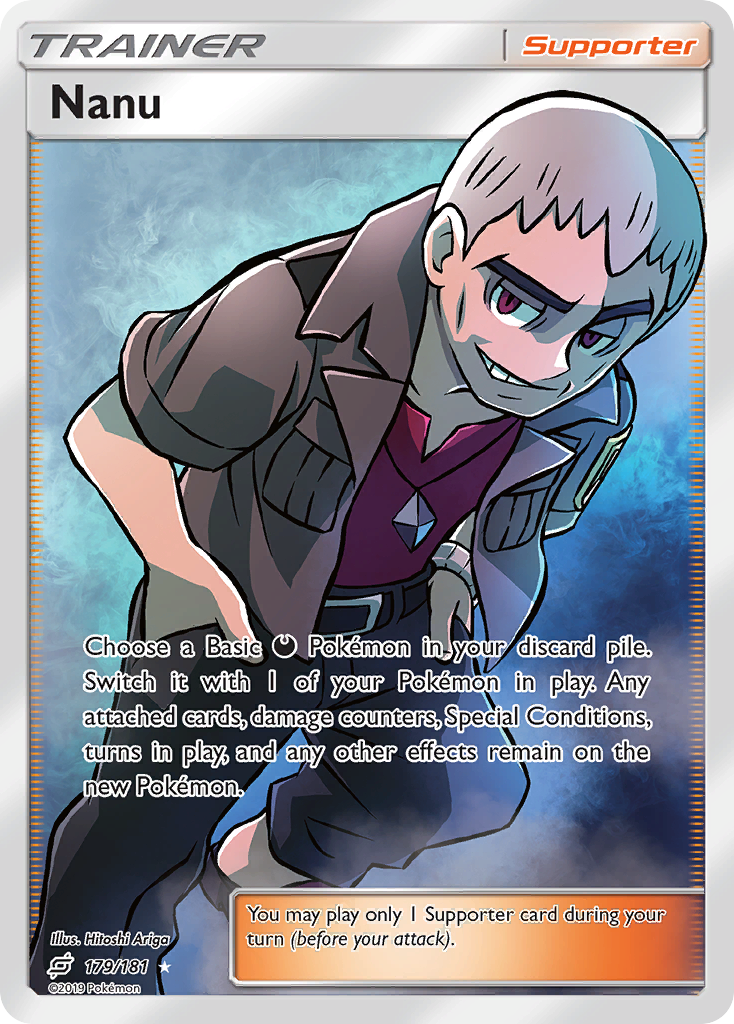 TRAINER
Supporter
Nanu
Choose a Basic Pokémon in your discard pile.
Switch it with 1 of your Pokémon in play. Any
attached cards, damage counters, Special Conditions,
turns in play, and any other effects remain on the
new Pokémon.
You may play only 1 Supporter card during your
turn (before your attack).
Illus. Hitoshi Ariga
179/181
©2019 Pokémon